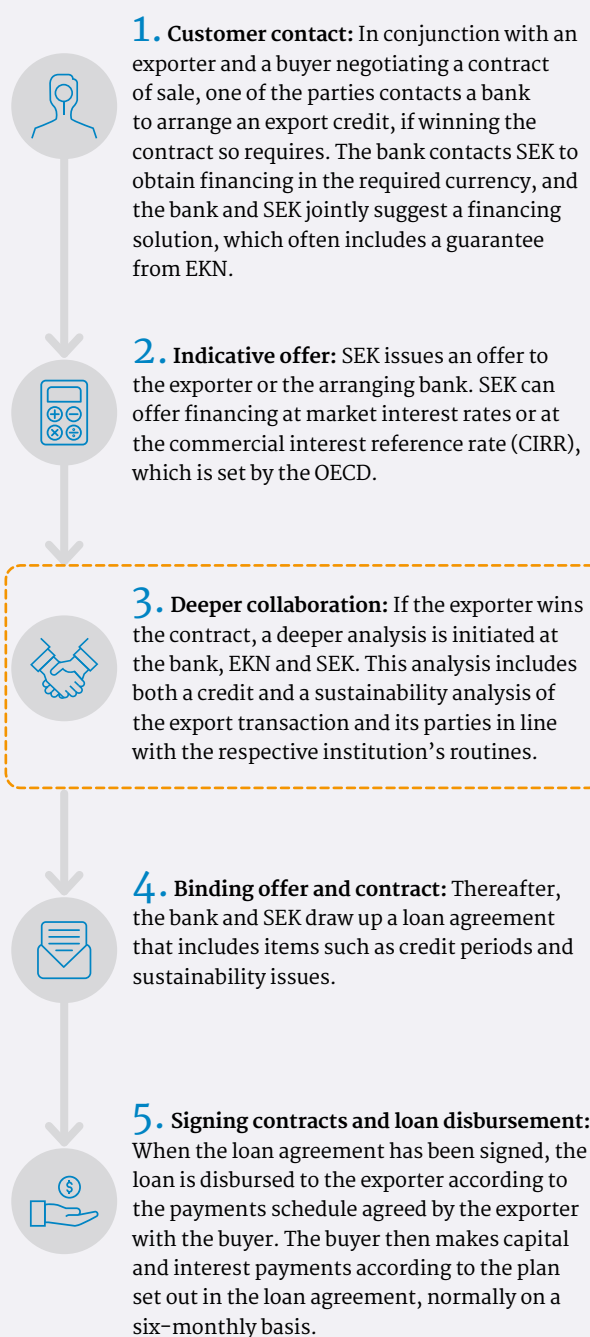 1. Customer contact: In conjunction with an
exporter and a buyer negotiating a contract
of sale, one of the parties contacts a bank
to arrange an export credit, if winning the
contract so requires. The bank contacts SEK to
obtain financing in the required currency, and
the bank and SEK jointly suggest a financing
solution, which often includes a guarantee
from EKN.
2. Indicative offer: SEK issues an offer to
the exporter or the arranging bank. SEK can
offer financing at market interest rates or at
the commercial interest reference rate (CIRR),
which is set by the OECD.
3. Deeper collaboration: If the exporter wins
the contract, a deeper analysis is initiated at
the bank, EKN and SEK. This analysis includes
both a credit and a sustainability analysis of
the export transaction and its parties in line
with the respective institution’s routines.
4. Binding offer and contract: Thereafter,
the bank and SEK draw up a loan agreement
that includes items such as credit periods and
sustainability issues.
5. Signing contracts and loan disbursement:
When the loan agreement has been signed, the
loan is disbursed to the exporter according to
the payments schedule agreed by the exporter
with the buyer. The buyer then makes capital
and interest payments according to the plan
set out in the loan agreement, normally on a
six-monthly basis.